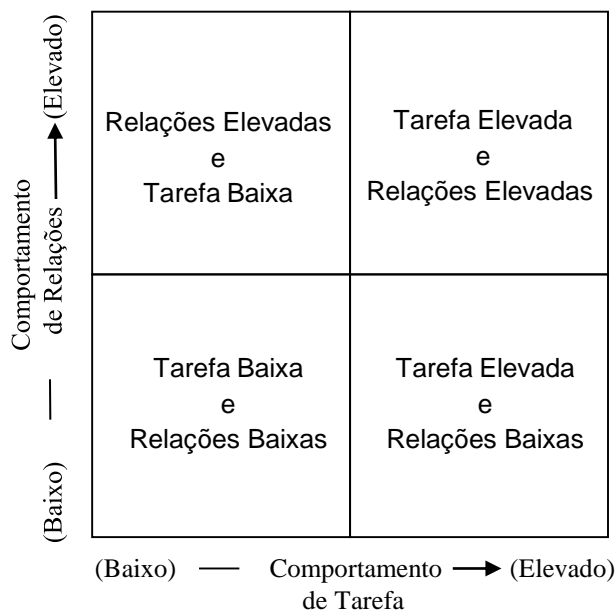 (Elevado)
Comportamento
de Relações
(Baixo)
Relações Elevadas
e
Tarefa Baixa
Tarefa Elevada
e
Relações Elevadas
Tarefa Baixa
e
Relações Baixas
Tarefa Elevada
e
Relações Baixas
(Baixo) — Comportamento (Elevado)
de Tarefa